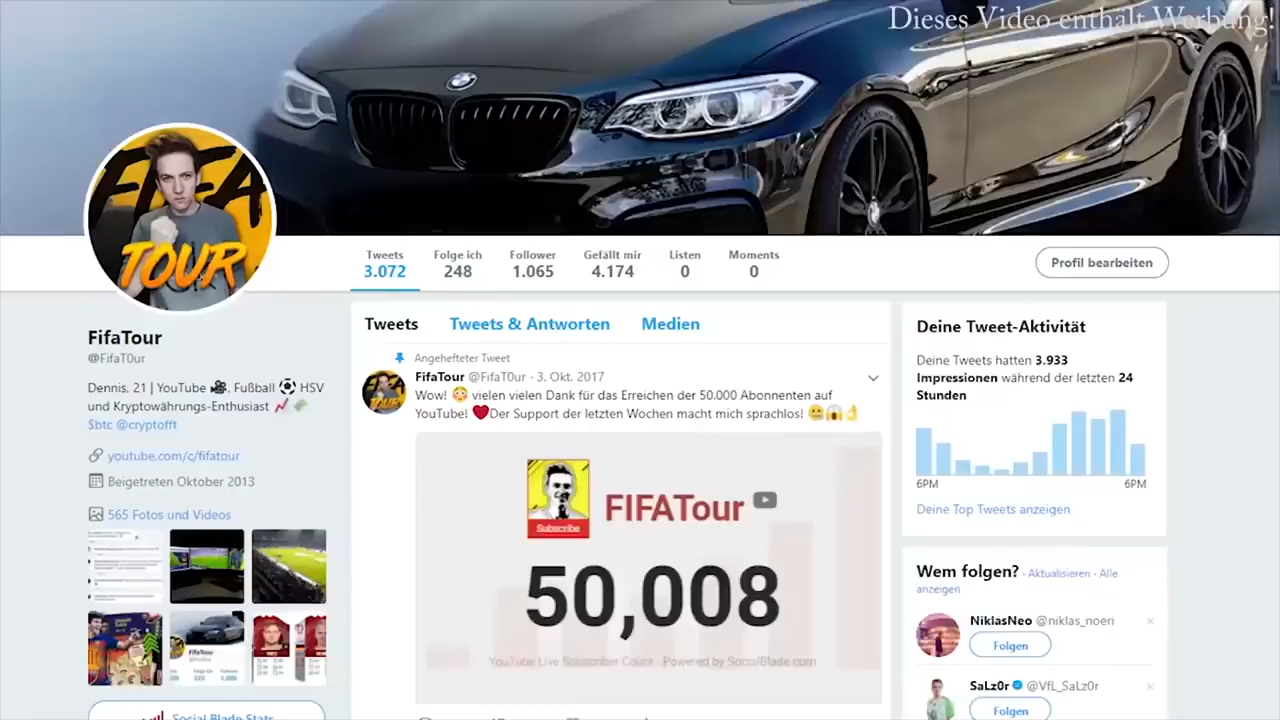 Dieses Video enthält Werbung!
FIFA
TOUR
Tweets
3.072
Folge ich
248
Follower
1.065
Gefällt mir
4.174
Listen
0
Moments
0
Profil bearbeiten
FifaTour
@FifaT0ur
Dennis, 21 | YouTube 🎥, Fußball ⚽ HSV
und Kryptowährungs-Enthusiast 📈 💸
$btc @cryptofft
youtube.com/c/fifatour
Beigetreten Oktober 2013
565 Fotos und Videos
Social Blade Stats
Tweets
Tweets & Antworten
Medien
Angehefteter Tweet
FifaTour @FifaT0ur · 3. Okt. 2017
Wow! 😳 vielen vielen Dank für das Erreichen der 50.000 Abonnenten auf
YouTube! ❤Der Support der letzten Wochen macht mich sprachlos! 🤐😱👌
Subscribe
FIFATour
50,008
YouTube Live Subscriber Count - Powered by SocialBlade.com
Deine Tweet-Aktivität
Deine Tweets hatten 3.933
Impressionen während der letzten 24
Stunden
6PM
6PM
Deine Top Tweets anzeigen
Wem folgen? · Aktualisieren · Alle
anzeigen
NiklasNeo @niklas_noeri
Folgen
SaLz0r @VfL_SaLz0r
Folgen